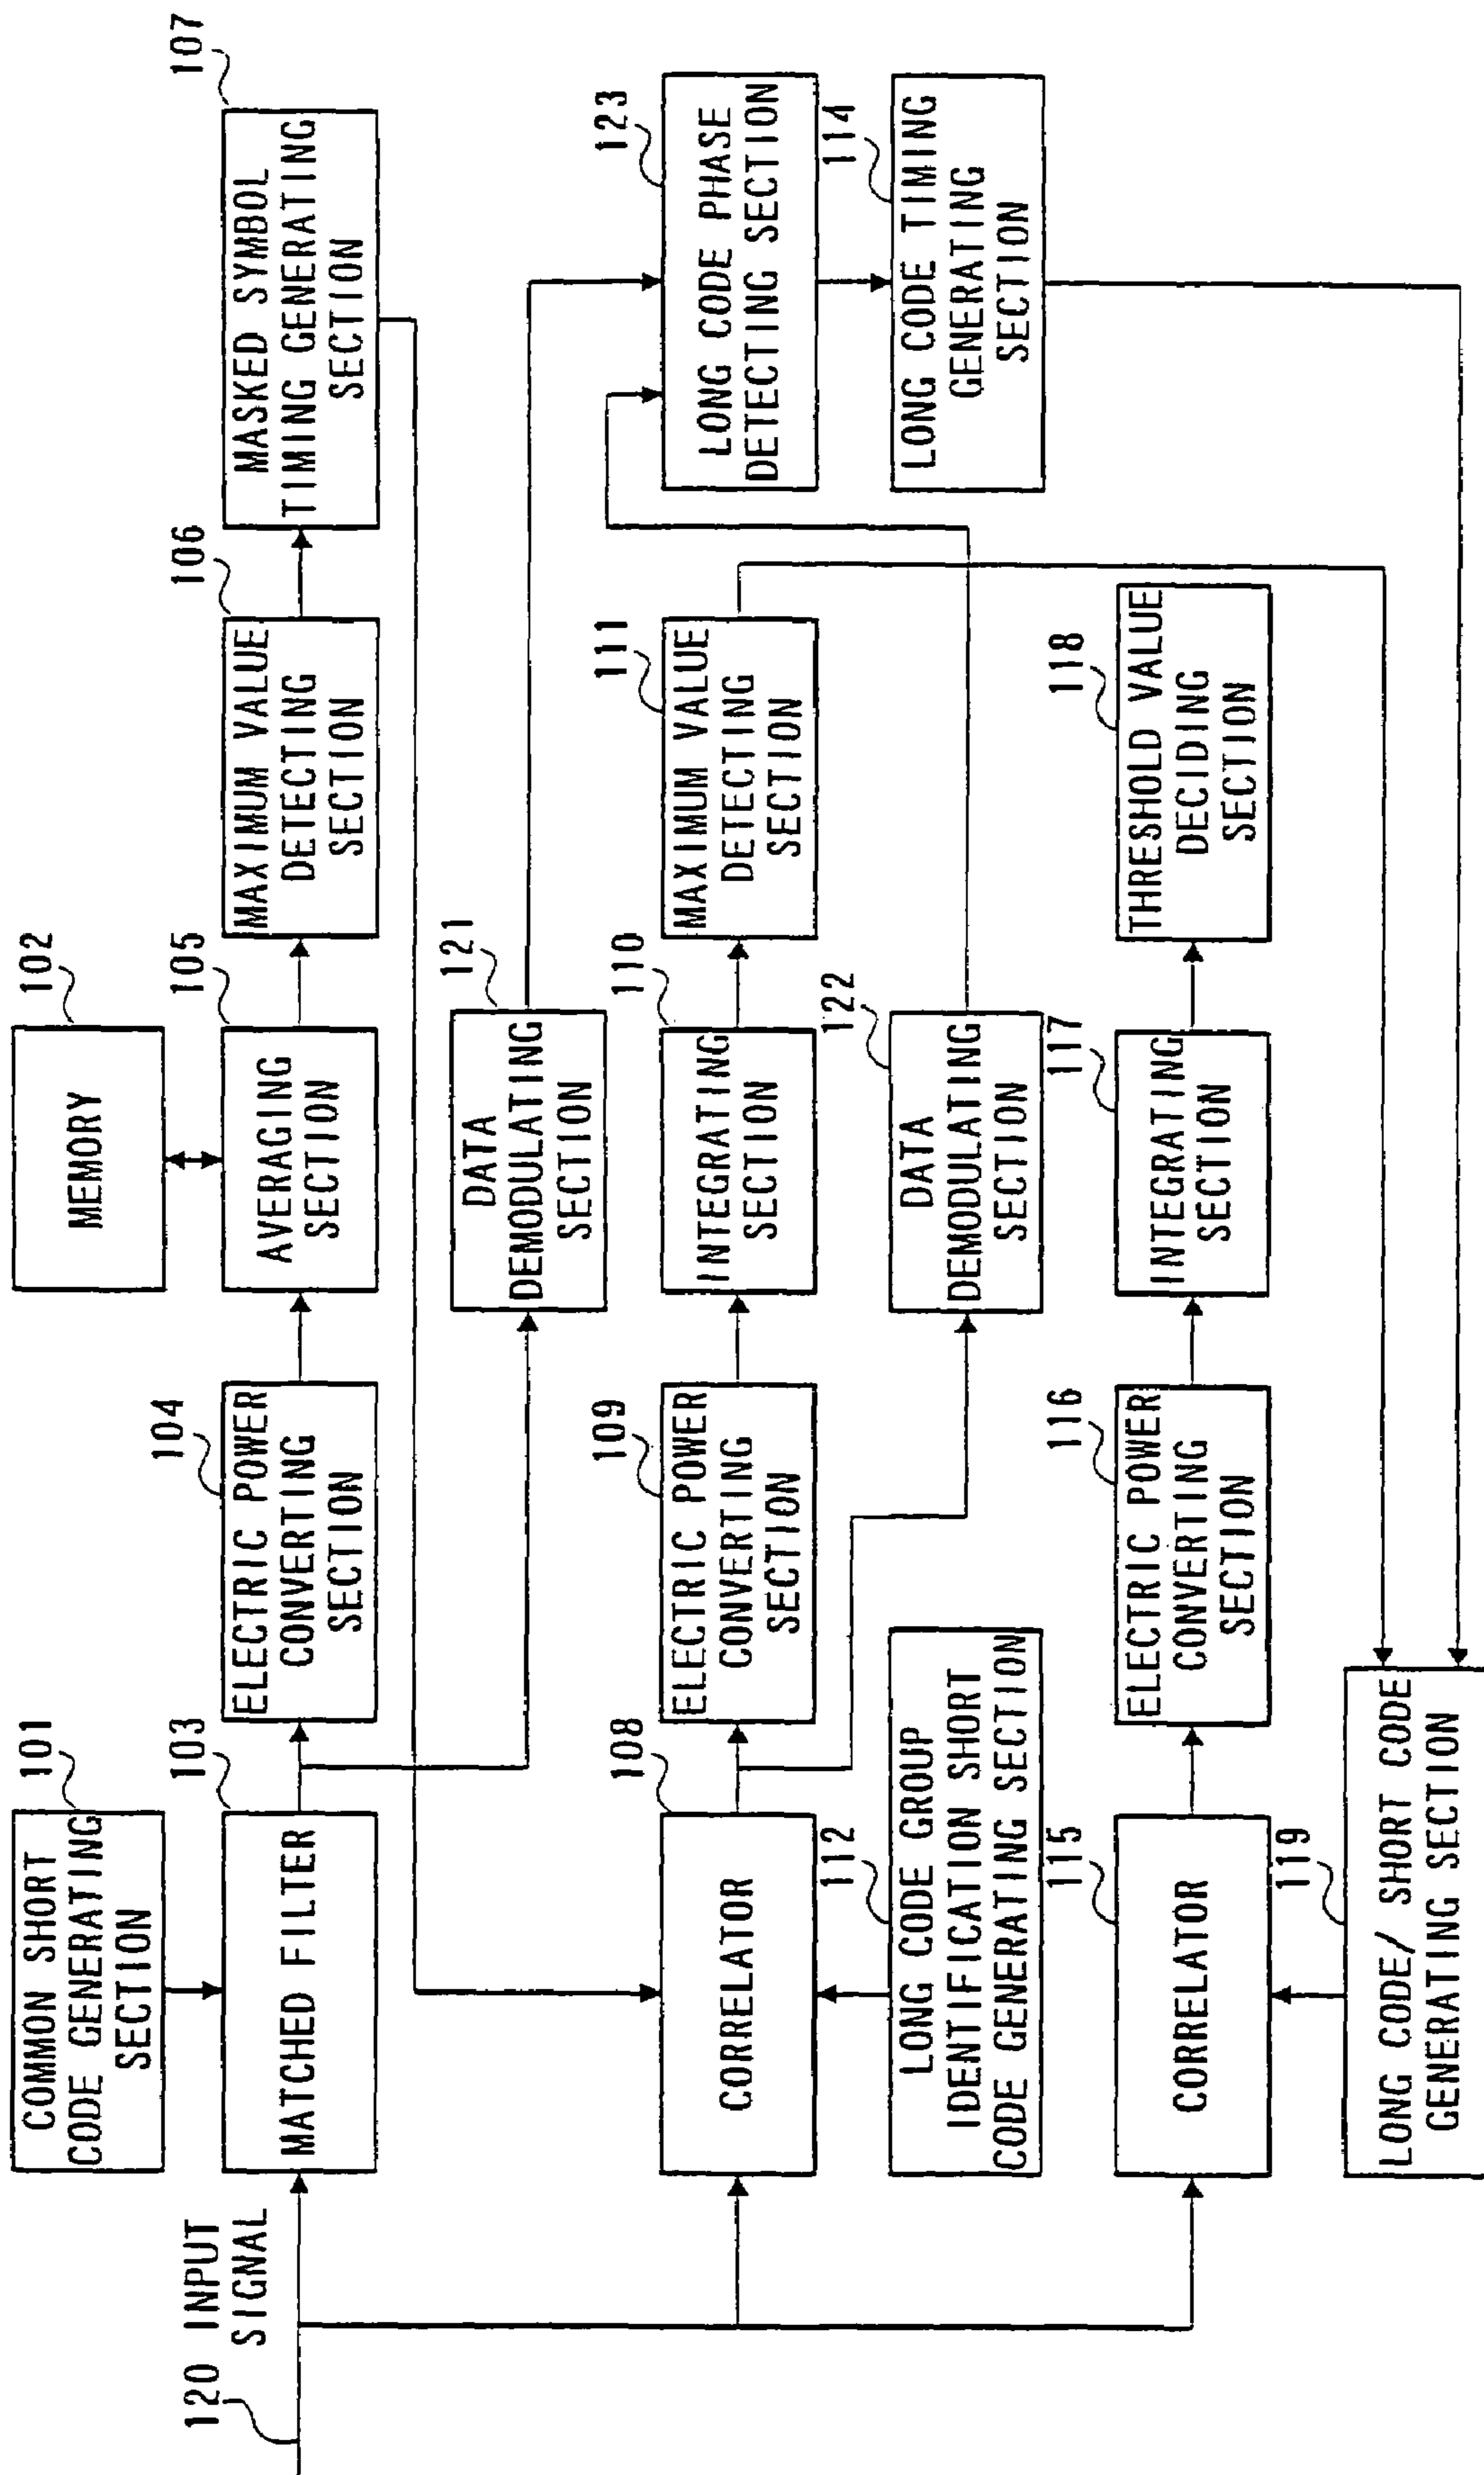 101
COMMON SHORT
CODE GENERATING
SECTION
102
MEMORY
120
INPUT
SIGNAL
103
MATCHED FILTER
104
ELECTRIC POWER
CONVERTING
SECTION
105
AVERAGING
SECTION
106
MAXIMUM VALUE
DETECTING
SECTION
107
MASKED SYMBOL
TIMING GENERATING
SECTION
121
DATA
DEMODULATING
SECTION
108
CORRELATOR
109
ELECTRIC POWER
CONVERTING
SECTION
110
INTEGRATING
SECTION
111
MAXIMUM VALUE
DETECTING
SECTION
123
LONG CODE PHASE
DETECTING SECTION
112
LONG CODE GROUP
IDENTIFICATION SHORT
CODE GENERATING SECTION
122
DATA
DEMODULATING
SECTION
114
LONG CODE TIMING
GENERATING
SECTION
115
CORRELATOR
116
ELECTRIC POWER
CONVERTING
SECTION
117
INTEGRATING
SECTION
118
THRESHOLD VALUE
DECIDING
SECTION
119
LONG CODE/ SHORT CODE
GENERATING SECTION